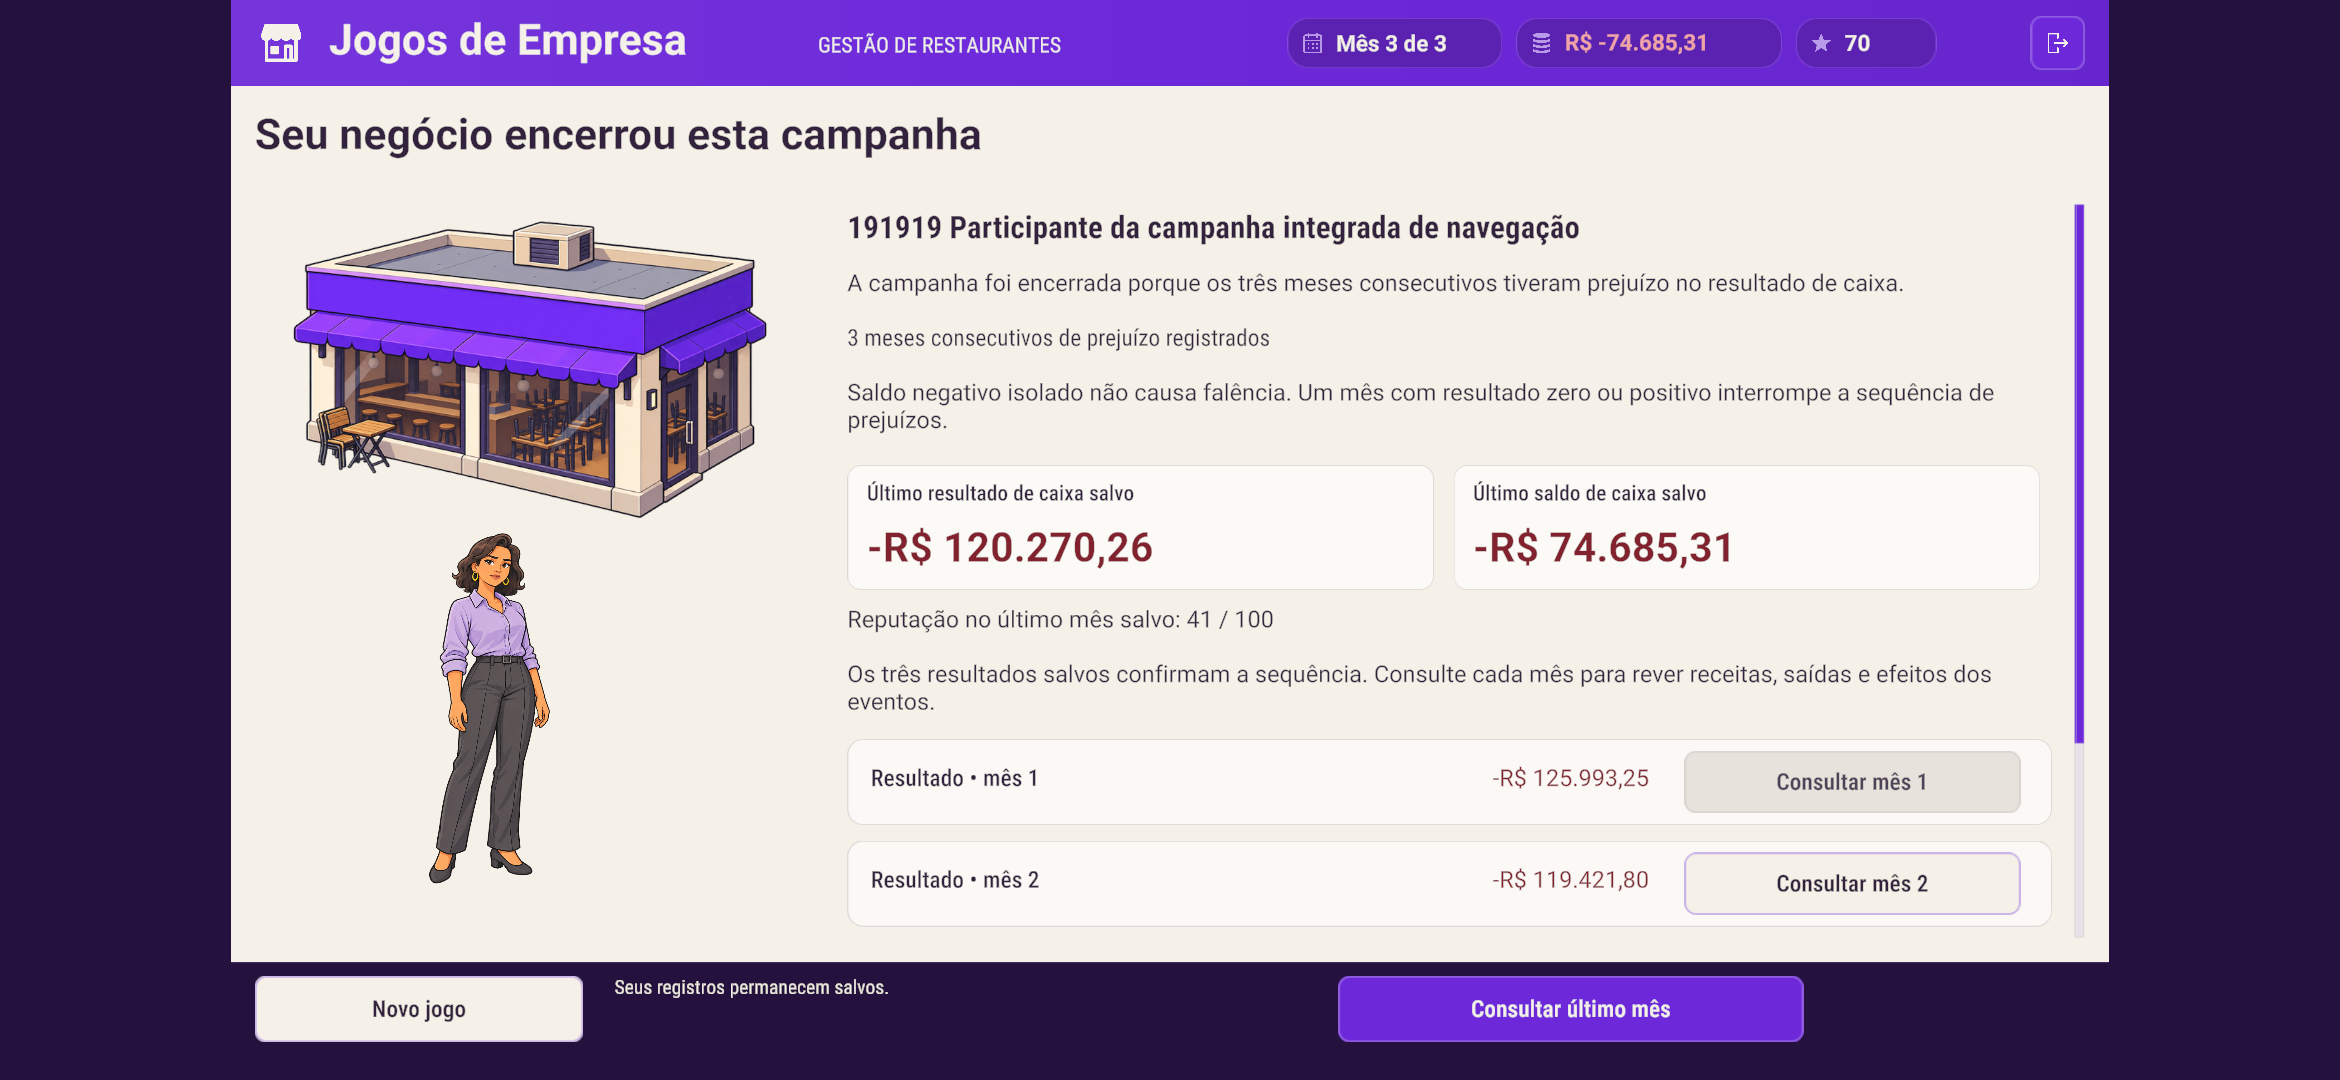 Jogos de Empresa
GESTÃO DE RESTAURANTES
Mês 3 de 3
R$ -74.685,31
70
Seu negócio encerrou esta campanha
191919 Participante da campanha integrada de navegação
A campanha foi encerrada porque os três meses consecutivos tiveram prejuízo no resultado de caixa.
3 meses consecutivos de prejuízo registrados
Saldo negativo isolado não causa falência. Um mês com resultado zero ou positivo interrompe a sequência de
prejuízos.
Último resultado de caixa salvo
-R$ 120.270,26
Último saldo de caixa salvo
-R$ 74.685,31
Reputação no último mês salvo: 41 / 100
Os três resultados salvos confirmam a sequência. Consulte cada mês para rever receitas, saídas e efeitos dos
eventos.
Resultado • mês 1
-R$ 125.993,25
Consultar mês 1
Resultado • mês 2
-R$ 119.421,80
Consultar mês 2
Novo jogo
Seus registros permanecem salvos.
Consultar último mês